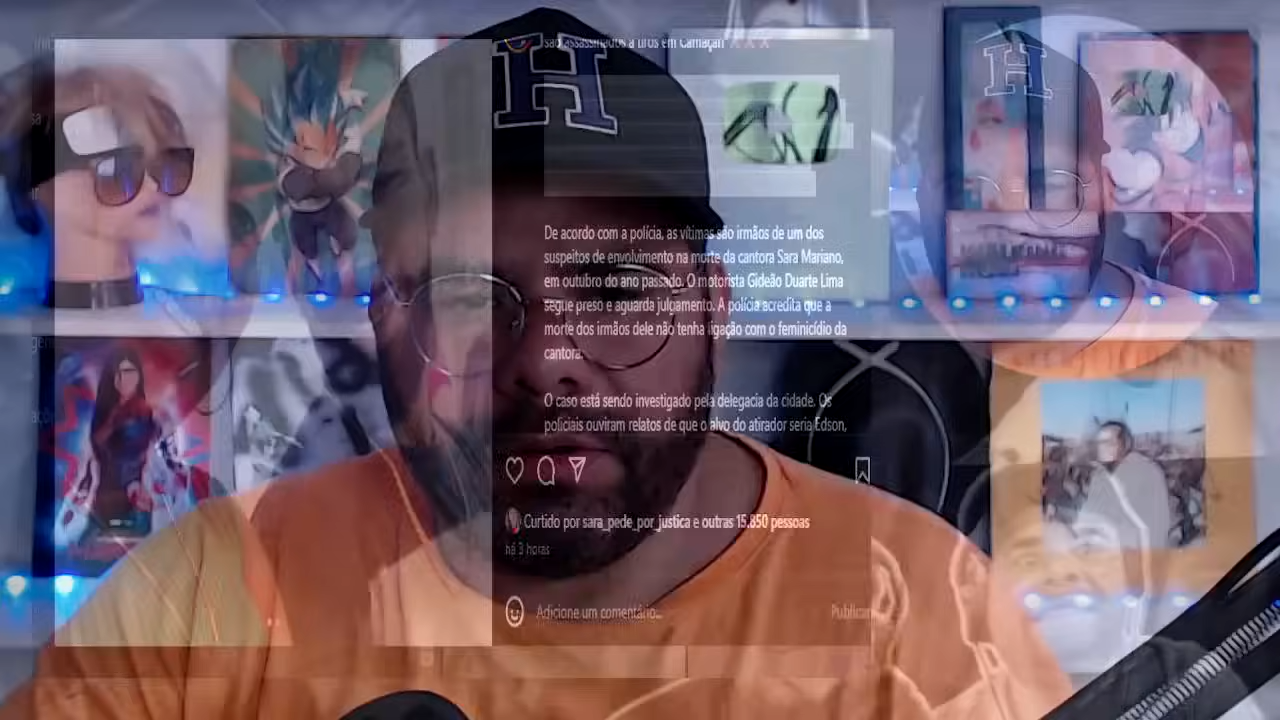 são assassinados a tiros em Camaçari
H
H
De acordo com a polícia, as vítimas são irmãos de um dos
suspeitos de envolvimento na morte da cantora Sara Mariano,
em outubro do ano passado. O motorista Gideão Duarte Lima
segue preso e aguarda julgamento. A polícia acredita que a
morte dos irmãos dele não tenha ligação com o feminicídio da
cantora.
O caso está sendo investigado pela delegacia da cidade. Os
policiais ouviram relatos de que o alvo do atirador seria Edson,
Curtido por sara_pede_por_justica e outras 15.850 pessoas
há 3 horas
Adicione um comentário...
Publicar